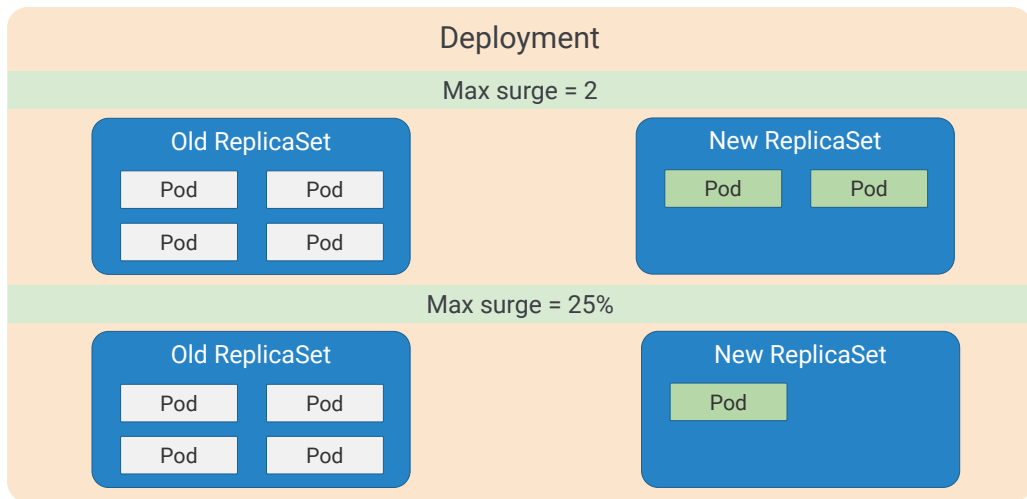 Deployment
Max surge = 2
Old ReplicaSet
Pod Pod
Pod Pod
New ReplicaSet
Pod Pod
Max surge = 25%
Old ReplicaSet
Pod Pod
Pod Pod
New ReplicaSet
Pod